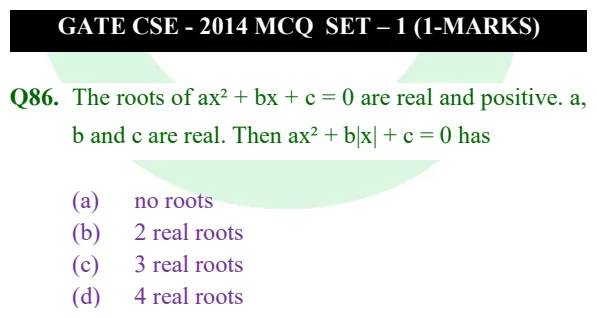 GATE CSE - 2014 MCQ SET – 1 (1-MARKS)
Q86. The roots of ax² + bx + c = 0 are real and positive. a,
b and c are real. Then ax² + b|x| + c = 0 has
(a) no roots
(b) 2 real roots
(c) 3 real roots
(d) 4 real roots